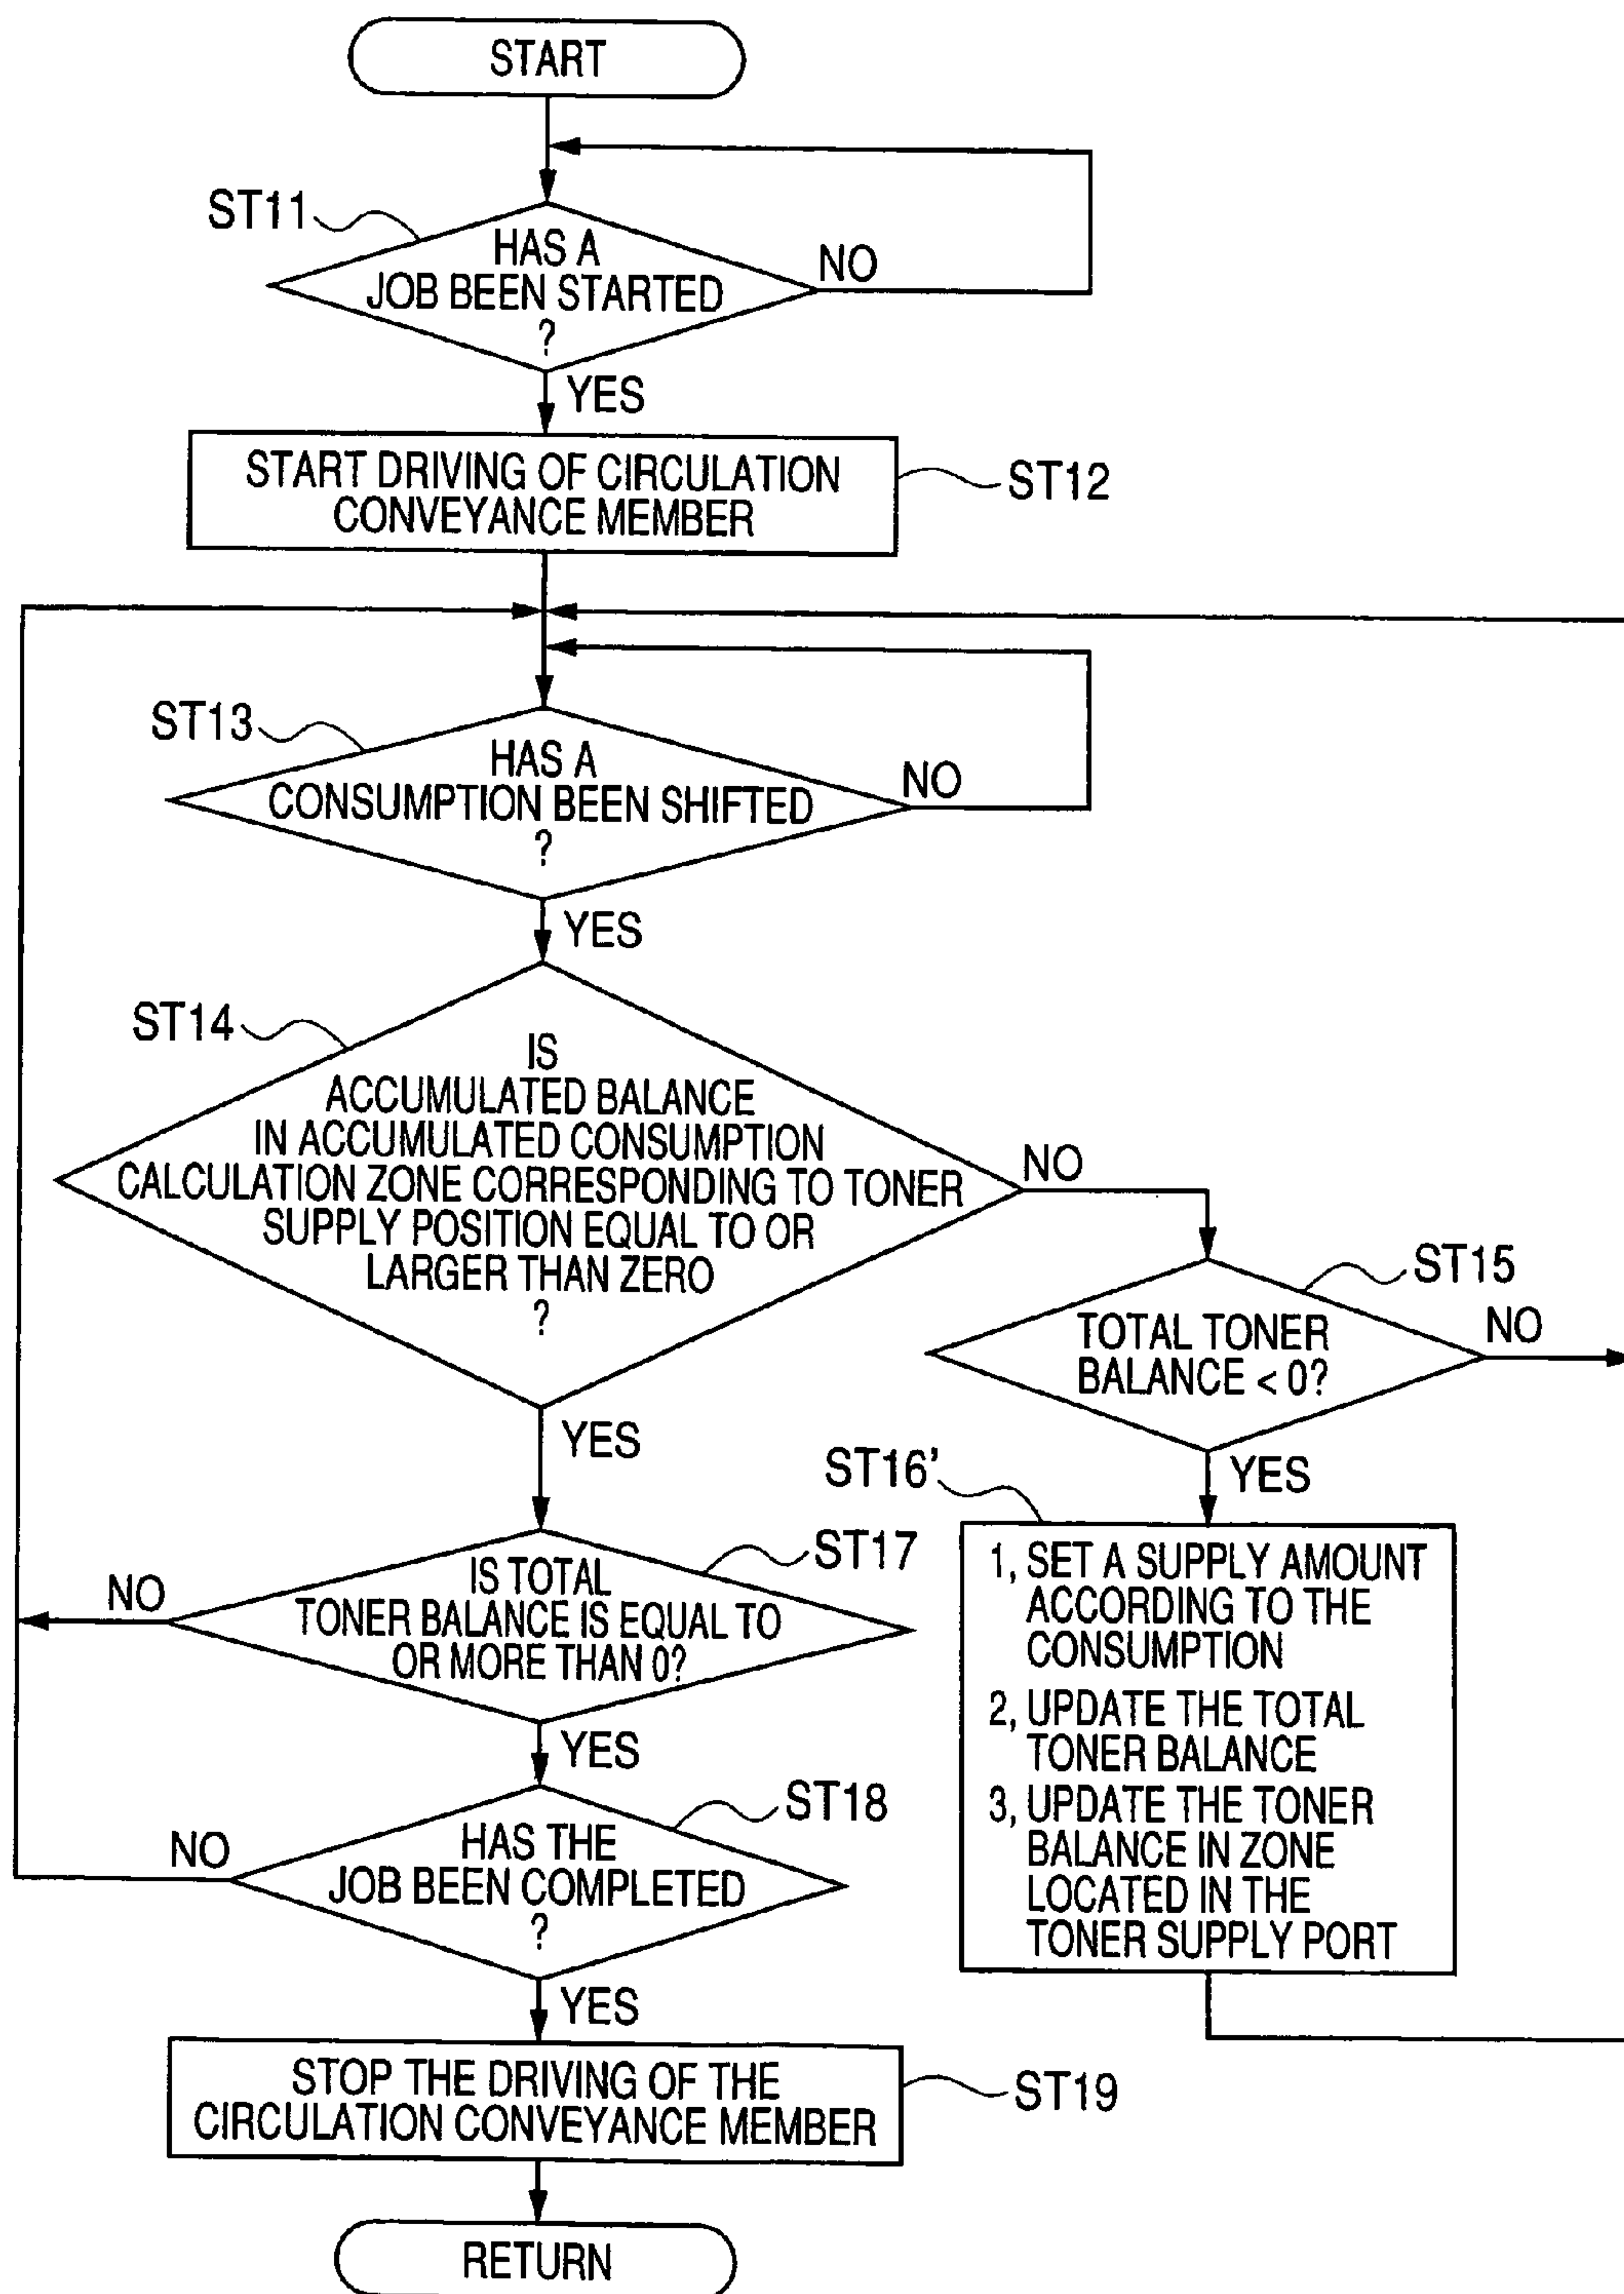 START
ST11
HAS A
JOB BEEN STARTED
?
NO
YES
START DRIVING OF CIRCULATION
CONVEYANCE MEMBER
ST12
ST13
HAS A
CONSUMPTION BEEN SHIFTED
?
NO
YES
ST14
IS
ACCUMULATED BALANCE
IN ACCUMULATED CONSUMPTION
CALCULATION ZONE CORRESPONDING TO TONER
SUPPLY POSITION EQUAL TO OR
LARGER THAN ZERO
?
NO
YES
ST15
TOTAL TONER
BALANCE < 0?
NO
YES
ST16'
1, SET A SUPPLY AMOUNT
ACCORDING TO THE
CONSUMPTION
2, UPDATE THE TOTAL
TONER BALANCE
3, UPDATE THE TONER
BALANCE IN ZONE
LOCATED IN THE
TONER SUPPLY PORT
ST17
IS TOTAL
TONER BALANCE IS EQUAL TO
OR MORE THAN 0?
NO
YES
ST18
HAS THE
JOB BEEN COMPLETED
?
NO
YES
STOP THE DRIVING OF THE
CIRCULATION CONVEYANCE MEMBER
ST19
RETURN